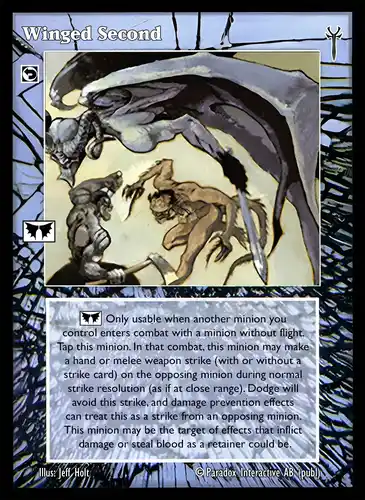 Winged Second
Only usable when another minion you
control enters combat with a minion without flight.
Tap this minion. In that combat, this minion may make
a hand or melee weapon strike (with or without a
strike card) on the opposing minion during normal
strike resolution (as if at close range). Dodge will
avoid this strike, and damage prevention effects
can treat this as a strike from an opposing minion.
This minion may be the target of effects that inflict
damage or steal blood as a retainer could be.
Illus: Jeff Holt
© Paradox Interactive AB. (publ)